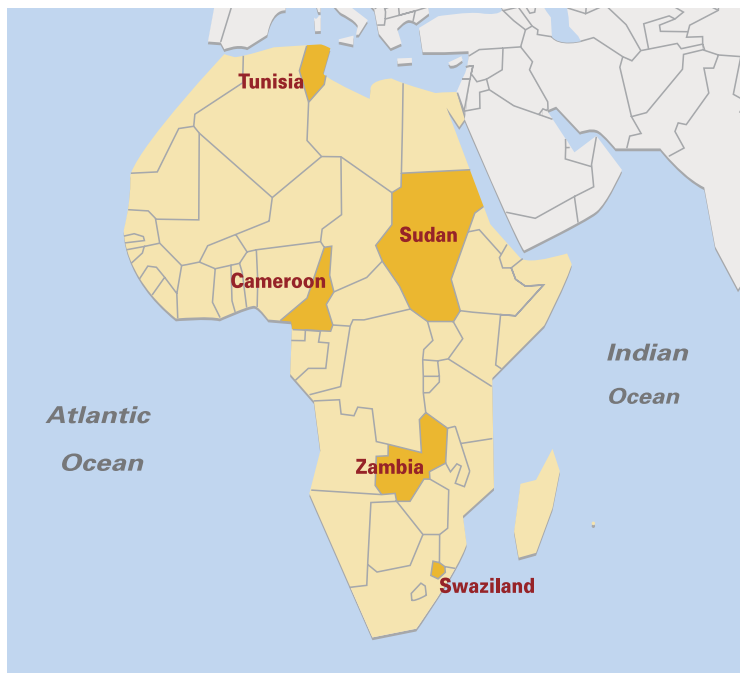 Tunisia
Sudan
Cameroon
Indian
Ocean
Atlantic
Ocean
Zambia
Swaziland